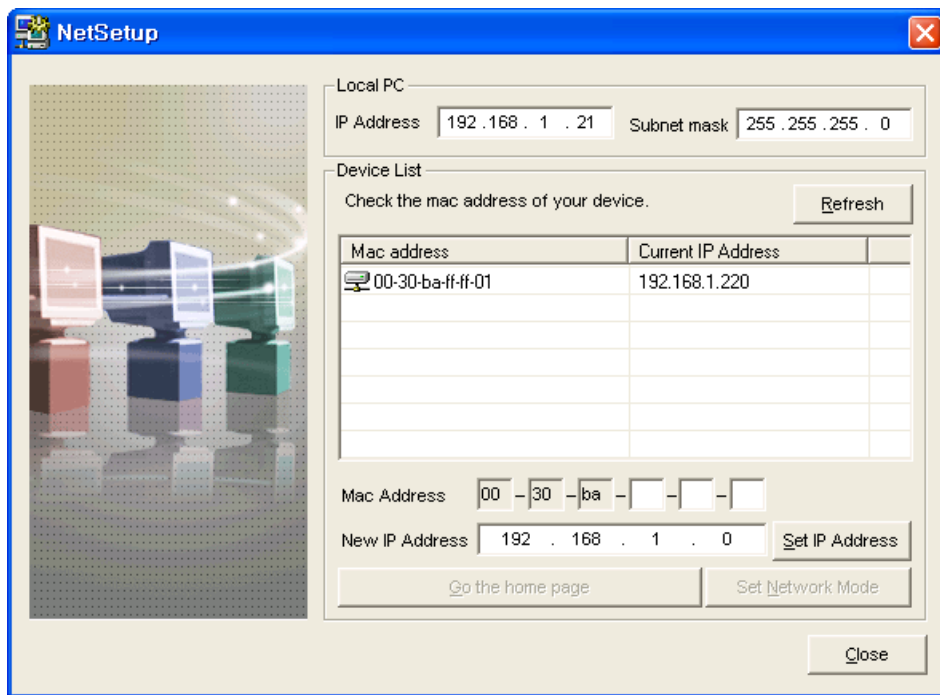 NetSetup
Local PC
IP Address 192 .168 . 1 . 21 Subnet mask 255 . 255 . 255 . 0
Device List
Check the mac address of your device. Refresh
Mac address Current IP Address
00-30-ba-ff-ff-01 192.168.1.220
Mac Address 00 – 30 – ba – – –
New IP Address 192 . 168 . 1 . 0 Set IP Address
Go the home page Set Network Mode
Close